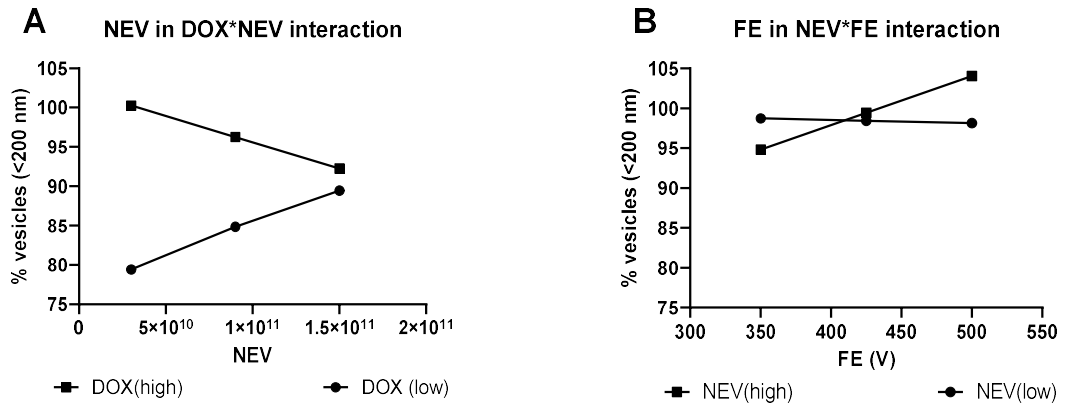 A
NEV in DOX*NEV interaction
% vesicles (<200 nm)
105
100
95
90
85
80
75
0
5×10¹⁰
1×10¹¹
1.5×10¹¹
2×10¹¹
NEV
DOX(high)
DOX (low)
B
FE in NEV*FE interaction
% vesicles (<200 nm)
105
100
95
90
85
80
75
300
350
400
450
500
550
FE (V)
NEV(high)
NEV(low)